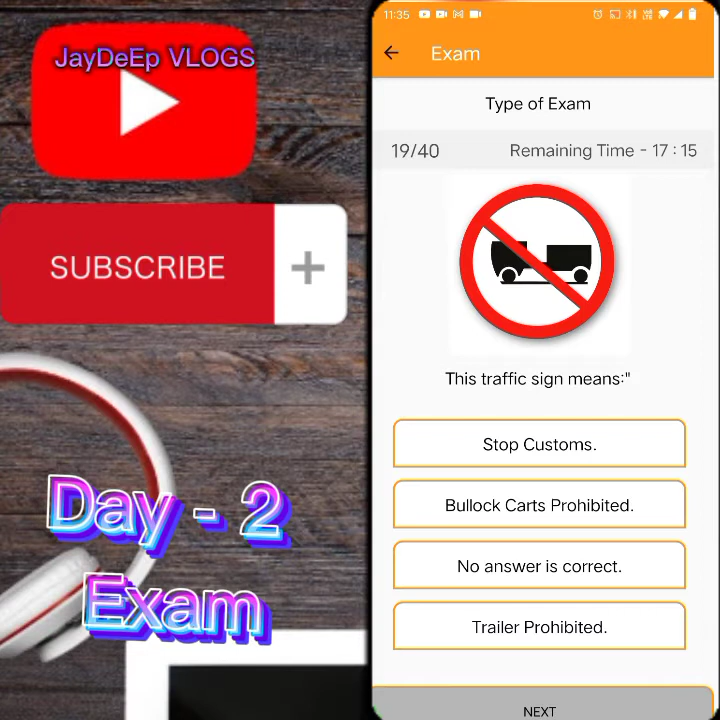 JayDeEp VLOGS
SUBSCRIBE
Day - 2
Exam
11:35
Exam
Type of Exam
19/40
Remaining Time - 17 : 15
This traffic sign means:"
Stop Customs.
Bullock Carts Prohibited.
No answer is correct.
Trailer Prohibited.
NEXT